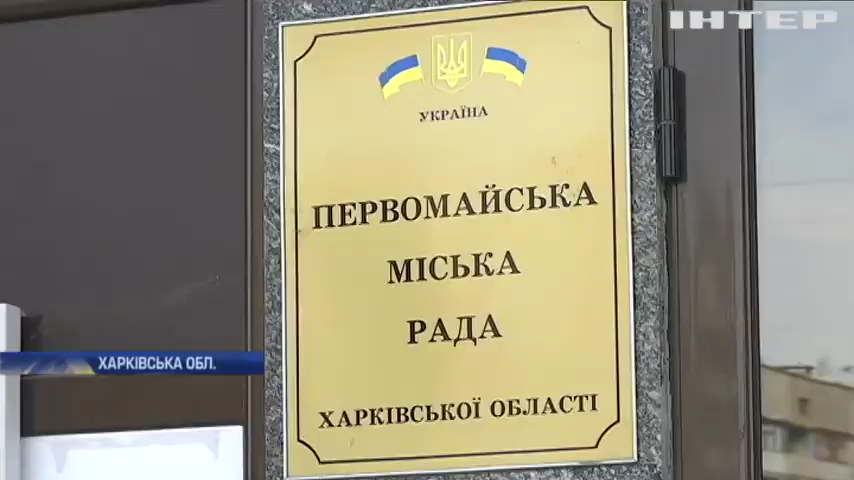 ІНТЕР
УКРАЇНА
ПЕРВОМАЙСЬКА
МІСЬКА
РАДА
ХАРКІВСЬКОЇ ОБЛАСТІ
ХАРКІВСЬКА ОБЛ.